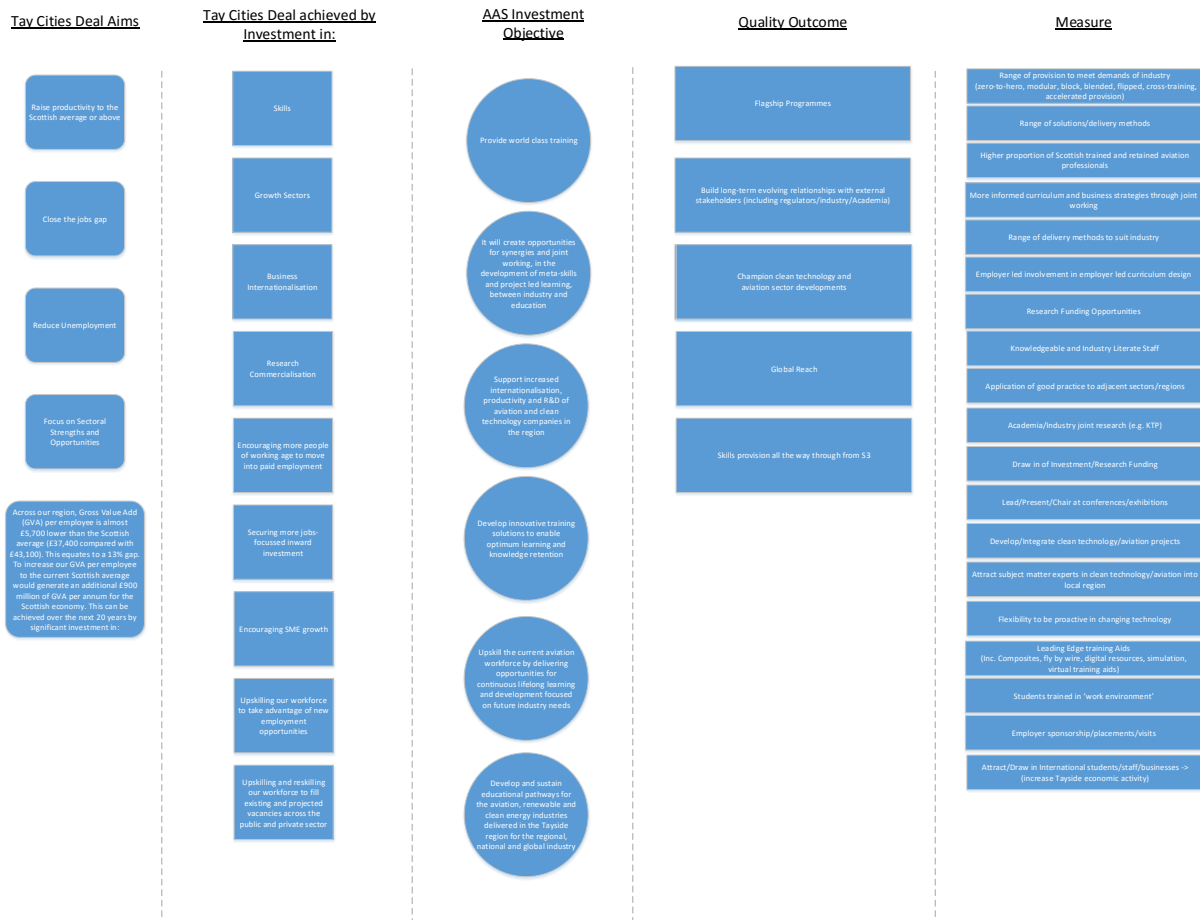 Tay Cities Deal Aims
Raise productivity to the
Scottish average or above
Close the jobs gap
Reduce Unemployment
Focus on Sectoral
Strengths and
Opportunities
Across our region, Gross Value Add
(GVA) per employee is almost
£5,700 lower than the Scottish
average (£37,400 compared with
£43,100). This equates to a 13% gap.
To increase our GVA per employee
to the current Scottish average
would generate an additional £900
million of GVA per annum for the
Scottish economy. This can be
achieved over the next 20 years by
significant investment in:
Tay Cities Deal achieved by
Investment in:
Skills
Growth Sectors
Business
Internationalisation
Research
Commercialisation
Encouraging more people
of working age to move
into paid employment
Securing more jobs-
focussed inward
investment
Encouraging SME growth
Upskilling our workforce
to take advantage of new
employment
opportunities
Upskilling and reskilling
our workforce to fill
existing and projected
vacancies across the
public and private sector
AAS Investment
Objective
Provide world class training
It will create opportunities
for synergies and joint
working, in the
development of meta-skills
and project led learning,
between industry and
education
Support increased
internationalisation,
productivity and R&D of
aviation and clean
technology companies in
the region
Develop innovative training
solutions to enable
optimum learning and
knowledge retention
Upskill the current aviation
workforce by delivering
opportunities for
continuous lifelong learning
and development focused
on future industry needs
Develop and sustain
educational pathways for
the aviation, renewable and
clean energy industries
delivered in the Tayside
region for the regional,
national and global industry
Quality Outcome
Flagship Programmes
Build long-term evolving relationships with external
stakeholders (including regulators/industry/Academia)
Champion clean technology and
aviation sector developments
Global Reach
Skills provision all the way through from S3
Measure
Range of provision to meet demands of industry
(zero-to-hero, modular, block, blended, flipped, cross-training,
accelerated provision)
Range of solutions/delivery methods
Higher proportion of Scottish trained and retained aviation
professionals
More informed curriculum and business strategies through joint
working
Range of delivery methods to suit industry
Employer led involvement in employer led curriculum design
Research Funding Opportunities
Knowledgeable and Industry Literate Staff
Application of good practice to adjacent sectors/regions
Academia/Industry joint research (e.g. KTP)
Draw in of Investment/Research Funding
Lead/Present/Chair at conferences/exhibitions
Develop/Integrate clean technology/aviation projects
Attract subject matter experts in clean technology/aviation into
local region
Flexibility to be proactive in changing technology
Leading Edge training Aids
(Inc. Composites, fly by wire, digital resources, simulation,
virtual training aids)
Students trained in ‘work environment’
Employer sponsorship/placements/visits
Attract/Draw in International students/staff/businesses ->
(increase Tayside economic activity)